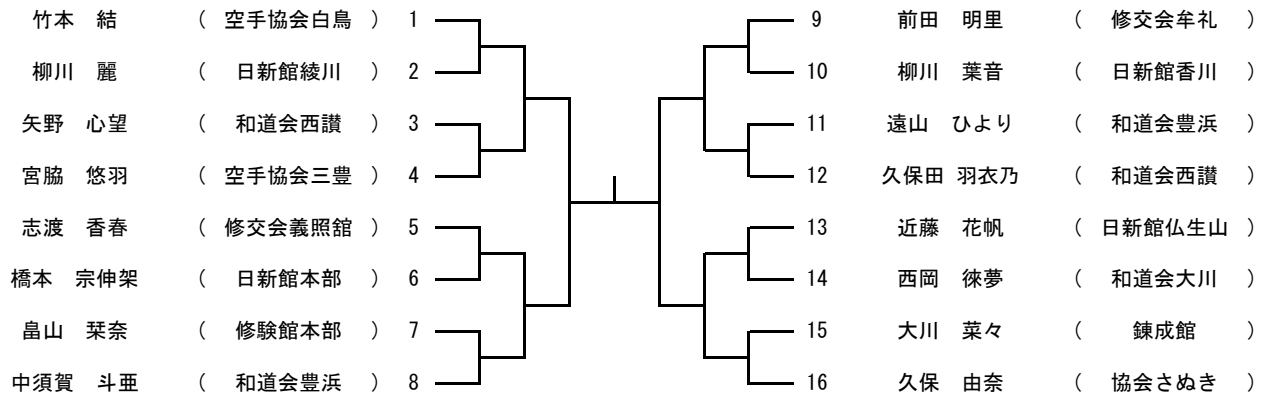 竹本 結 ( 空手協会白鳥 ) 1
柳川 麗 ( 日新館綾川 ) 2
矢野 心望 ( 和道会西讃 ) 3
宮脇 悠羽 ( 空手協会三豊 ) 4
志渡 香春 ( 修交会義照舘 ) 5
橋本 宗伸架 ( 日新館本部 ) 6
畠山 栞奈 ( 修験館本部 ) 7
中須賀 斗亜 ( 和道会豊浜 ) 8
9 前田 明里 ( 修交会牟礼 )
10 柳川 葉音 ( 日新館香川 )
11 遠山 ひより ( 和道会豊浜 )
12 久保田 羽衣乃 ( 和道会西讃 )
13 近藤 花帆 ( 日新館仏生山 )
14 西岡 徠夢 ( 和道会大川 )
15 大川 菜々 ( 錬成館 )
16 久保 由奈 ( 協会さぬき )